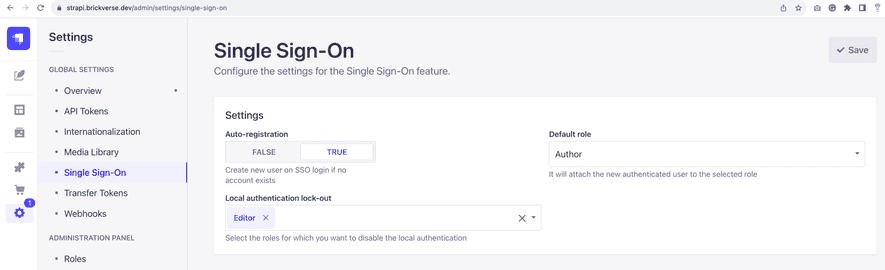 strapi.brickverse.dev/admin/settings/single-sign-on
Settings
GLOBAL SETTINGS
Overview
API Tokens
Internationalization
Media Library
Single Sign-On
Transfer Tokens
Webhooks
ADMINISTRATION PANEL
Roles
1
Single Sign-On
Configure the settings for the Single Sign-On feature.
Save
Settings
Auto-registration
FALSE TRUE
Create new user on SSO login if no
account exists
Default role
Author
It will attach the new authenticated user to the selected role
Local authentication lock-out
Editor
Select the roles for which you want to disable the local authentication